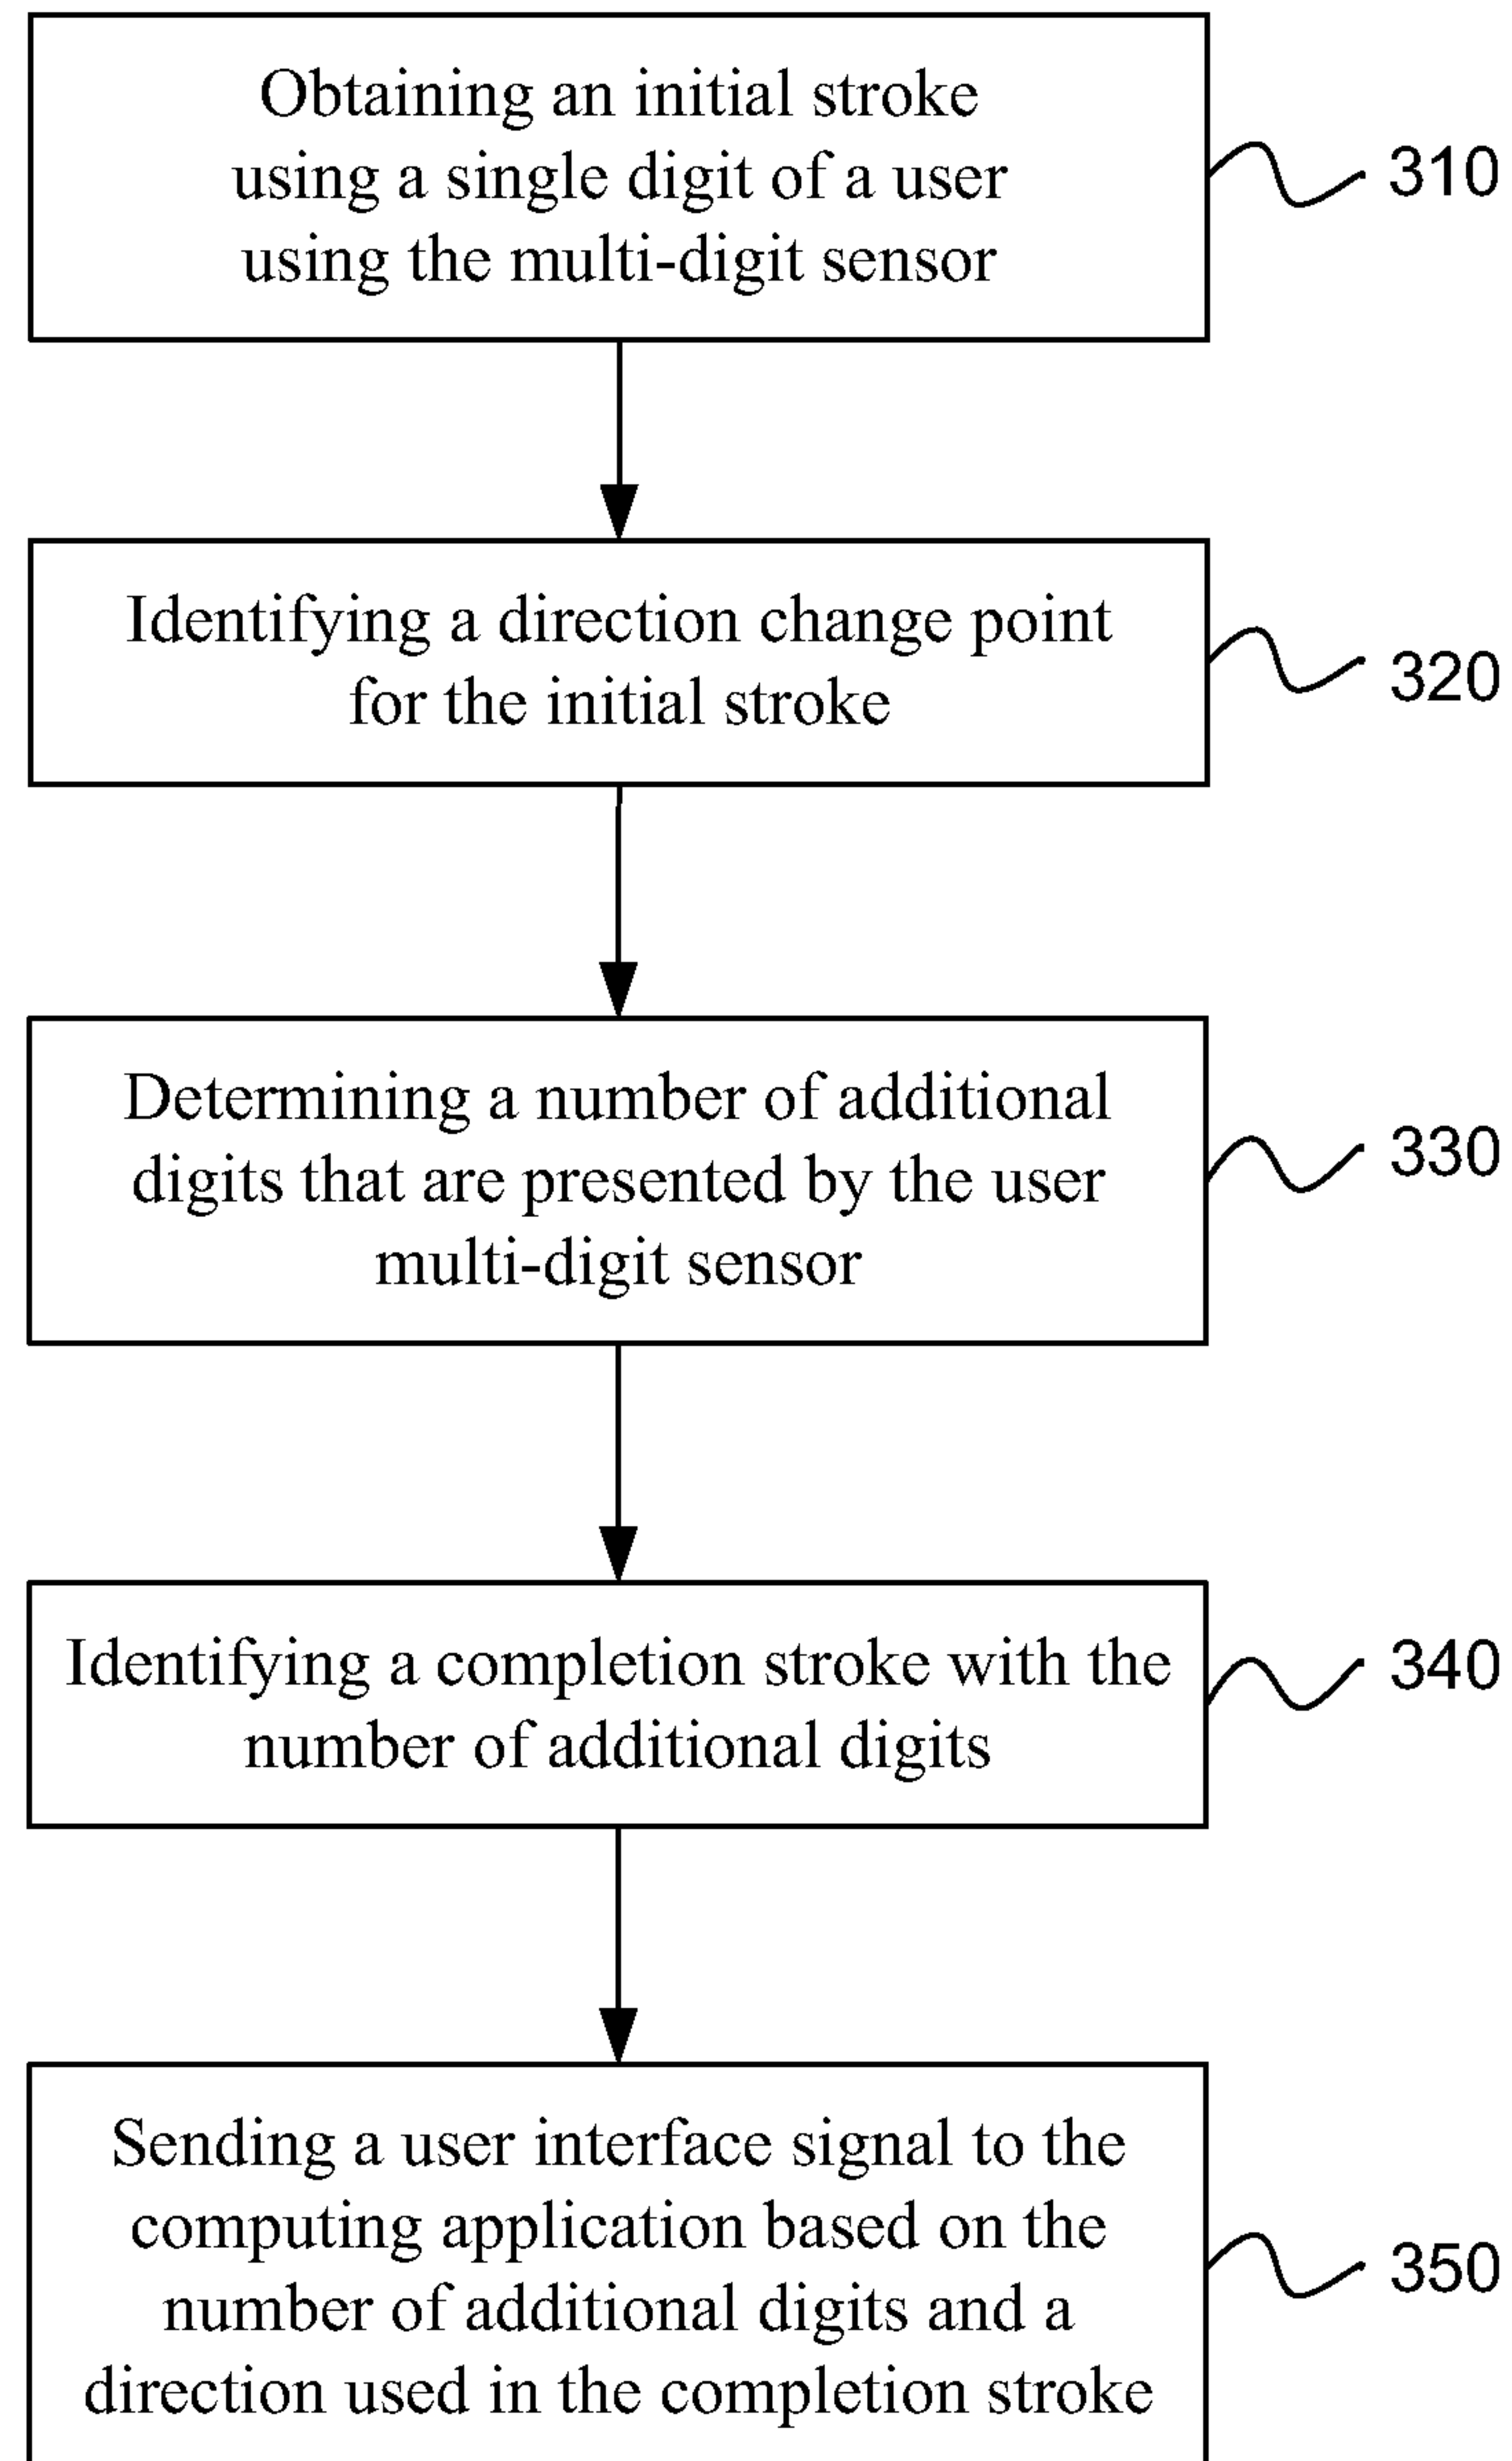 Obtaining an initial stroke
using a single digit of a user
using the multi-digit sensor
310
Identifying a direction change point
for the initial stroke
320
Determining a number of additional
digits that are presented by the user
multi-digit sensor
330
Identifying a completion stroke with the
number of additional digits
340
Sending a user interface signal to the
computing application based on the
number of additional digits and a
direction used in the completion stroke
350